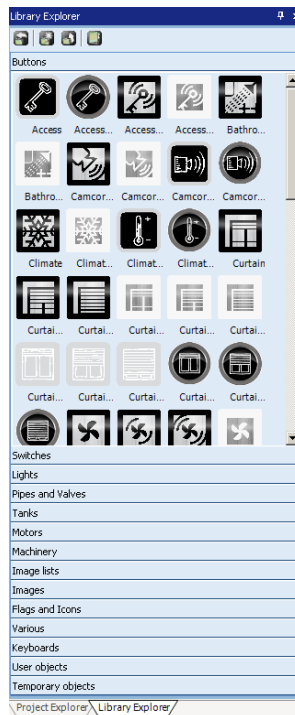 Library Explorer
Buttons
Access Access... Access... Access... Bathro...
Bathro... Camcor... Camcor... Camcor... Camcor...
Climate Climat... Climat... Climat... Curtain
Curtai... Curtai... Curtai... Curtai... Curtai...
Curtai... Curtai... Curtai... Curtai... Curtai...
Switches
Lights
Pipes and Valves
Tanks
Motors
Machinery
Image lists
Images
Flags and Icons
Various
Keyboards
User objects
Temporary objects
Project Explorer Library Explorer